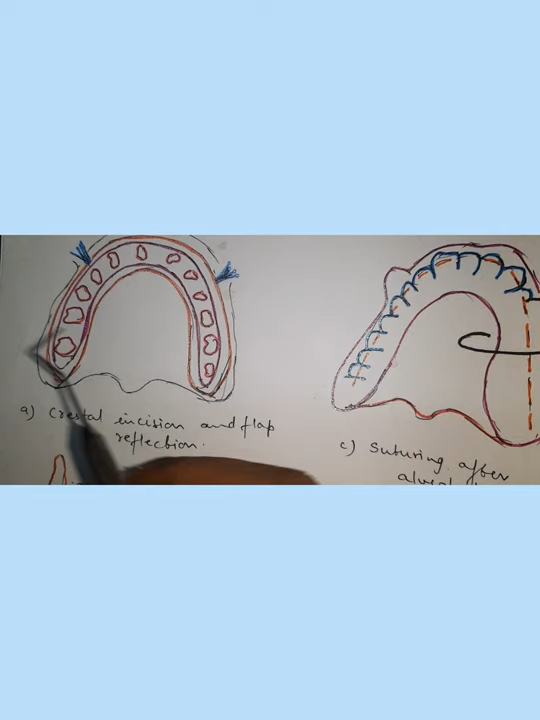 a) Crestal incision and flap
reflection.
c) Suturing after